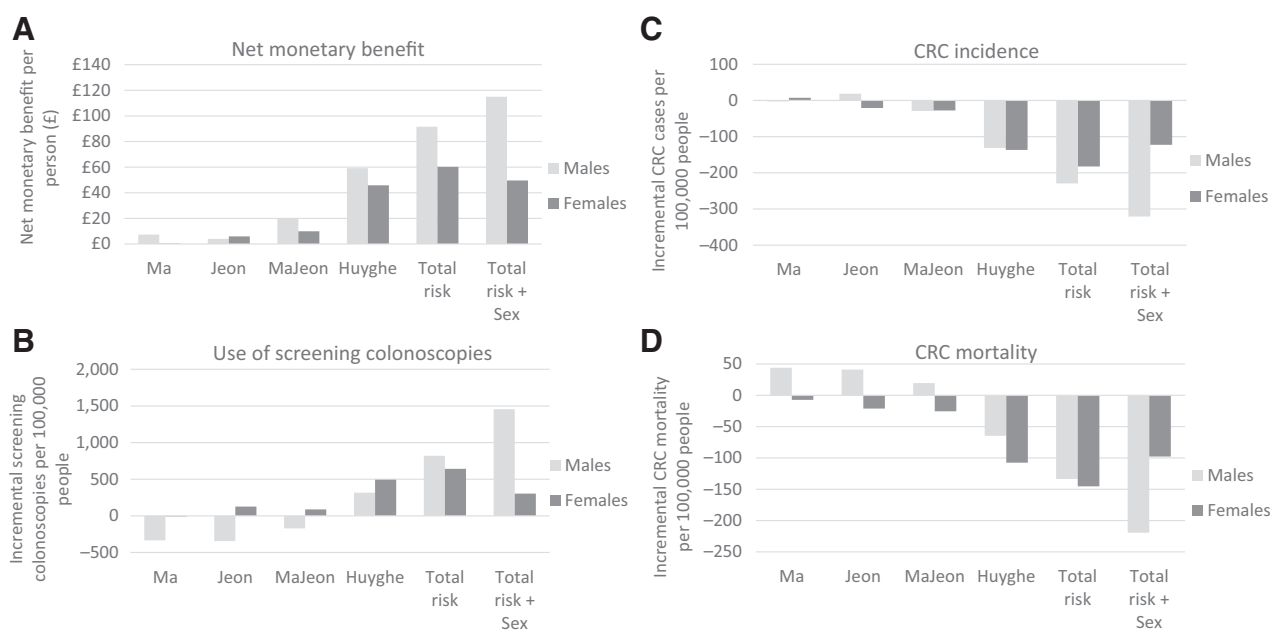 A
Net monetary benefit
Net monetary benefit per
person (£)
£140
£120
£100
£80
£60
£40
£20
£0
Ma
Jeon
MaJeon
Huyghe
Total
risk
Total
risk +
Sex
Males
Females
B
Use of screening colonoscopies
Incremental screening
colonoscopies per 100,000
people
2,000
1,500
1,000
500
0
−500
Ma
Jeon
MaJeon
Huyghe
Total
risk
Total
risk +
Sex
Males
Females
C
CRC incidence
Incremental CRC cases per
100,000 people
100
0
−100
−200
−300
−400
Ma
Jeon
MaJeon
Huyghe
Total
risk
Total
risk +
Sex
Males
Females
D
CRC mortality
Incremental CRC mortality
per 100,000 people
50
0
−50
−100
−150
−200
−250
Ma
Jeon
MaJeon
Huyghe
Total
risk
Total
risk +
Sex
Males
Females